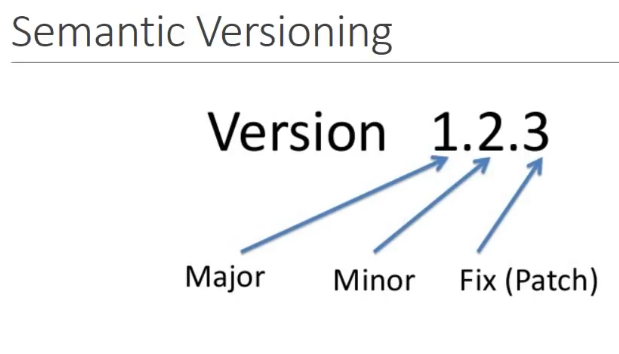 Semantic Versioning
Version 1.2.3
Major Minor Fix (Patch)